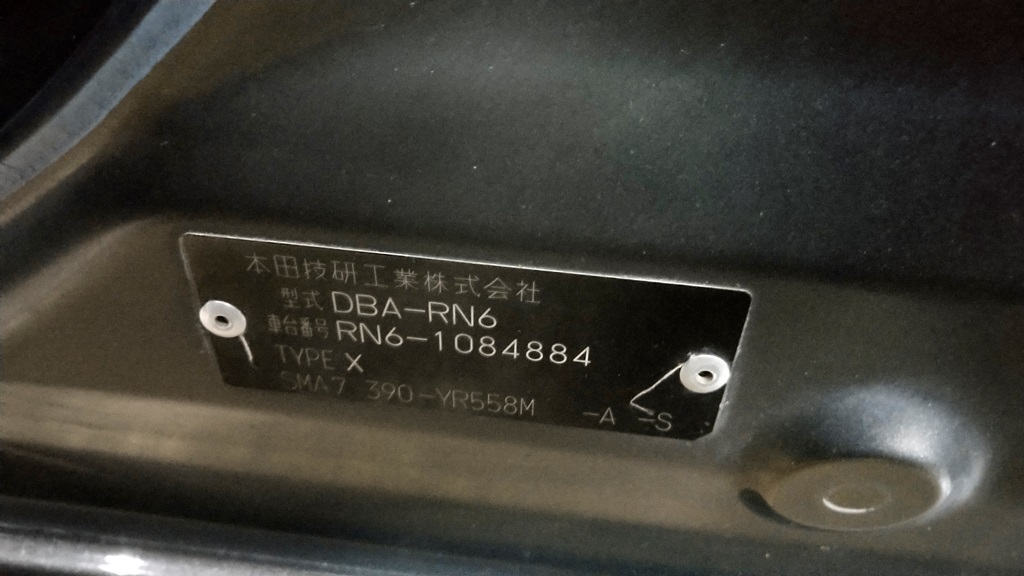 本田技研工業株式会社
型式 DBA-RN6
車台番号 RN6-1084884
TYPE X
SMA7 390-YR558M -A -S